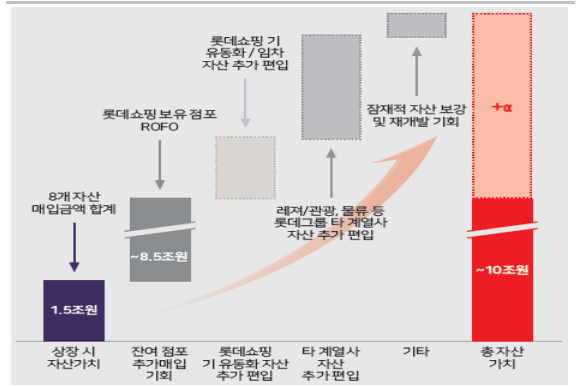 롯데쇼핑 기
유동화 / 임차
자산 추가 편입
롯데쇼핑 보유 점포
ROFO
8개 자산
매입금액 합계
잠재적 자산 보강
및 재개발 기회
레져/관광, 물류 등
롯데그룹 타 계열사
자산 추가 편입
+α
~8.5조원
1.5조원
~10조원
상장 시
자산가치
잔여 점포
추가매입
기회
롯데쇼핑
기 유동화 자산
추가 편입
타 계열사
자산
추가 편입
기타
총 자산
가치